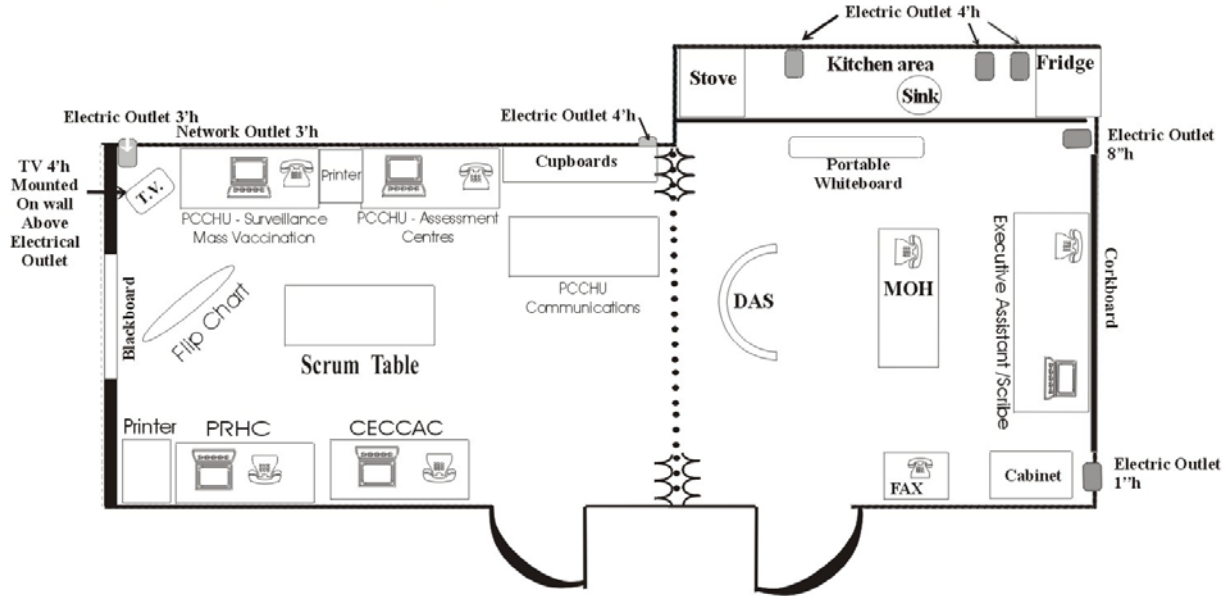 Electric Outlet 4'h
Stove
Kitchen area
Sink
Fridge
Electric Outlet 3'h
Network Outlet 3'h
Electric Outlet 4'h
Electric Outlet
8"h
TV 4'h
Mounted
On wall
Above
Electrical
Outlet
T.V.
Printer
Cupboards
Portable
Whiteboard
PCCHU - Surveillance
Mass Vaccination
PCCHU - Assessment
Centres
Blackboard
Flip Chart
PCCHU
Communications
DAS
MOH
Executive Assistant /Scribe
Corkboard
Scrum Table
Printer
PRHC
CECCAC
FAX
Cabinet
Electric Outlet
1"h